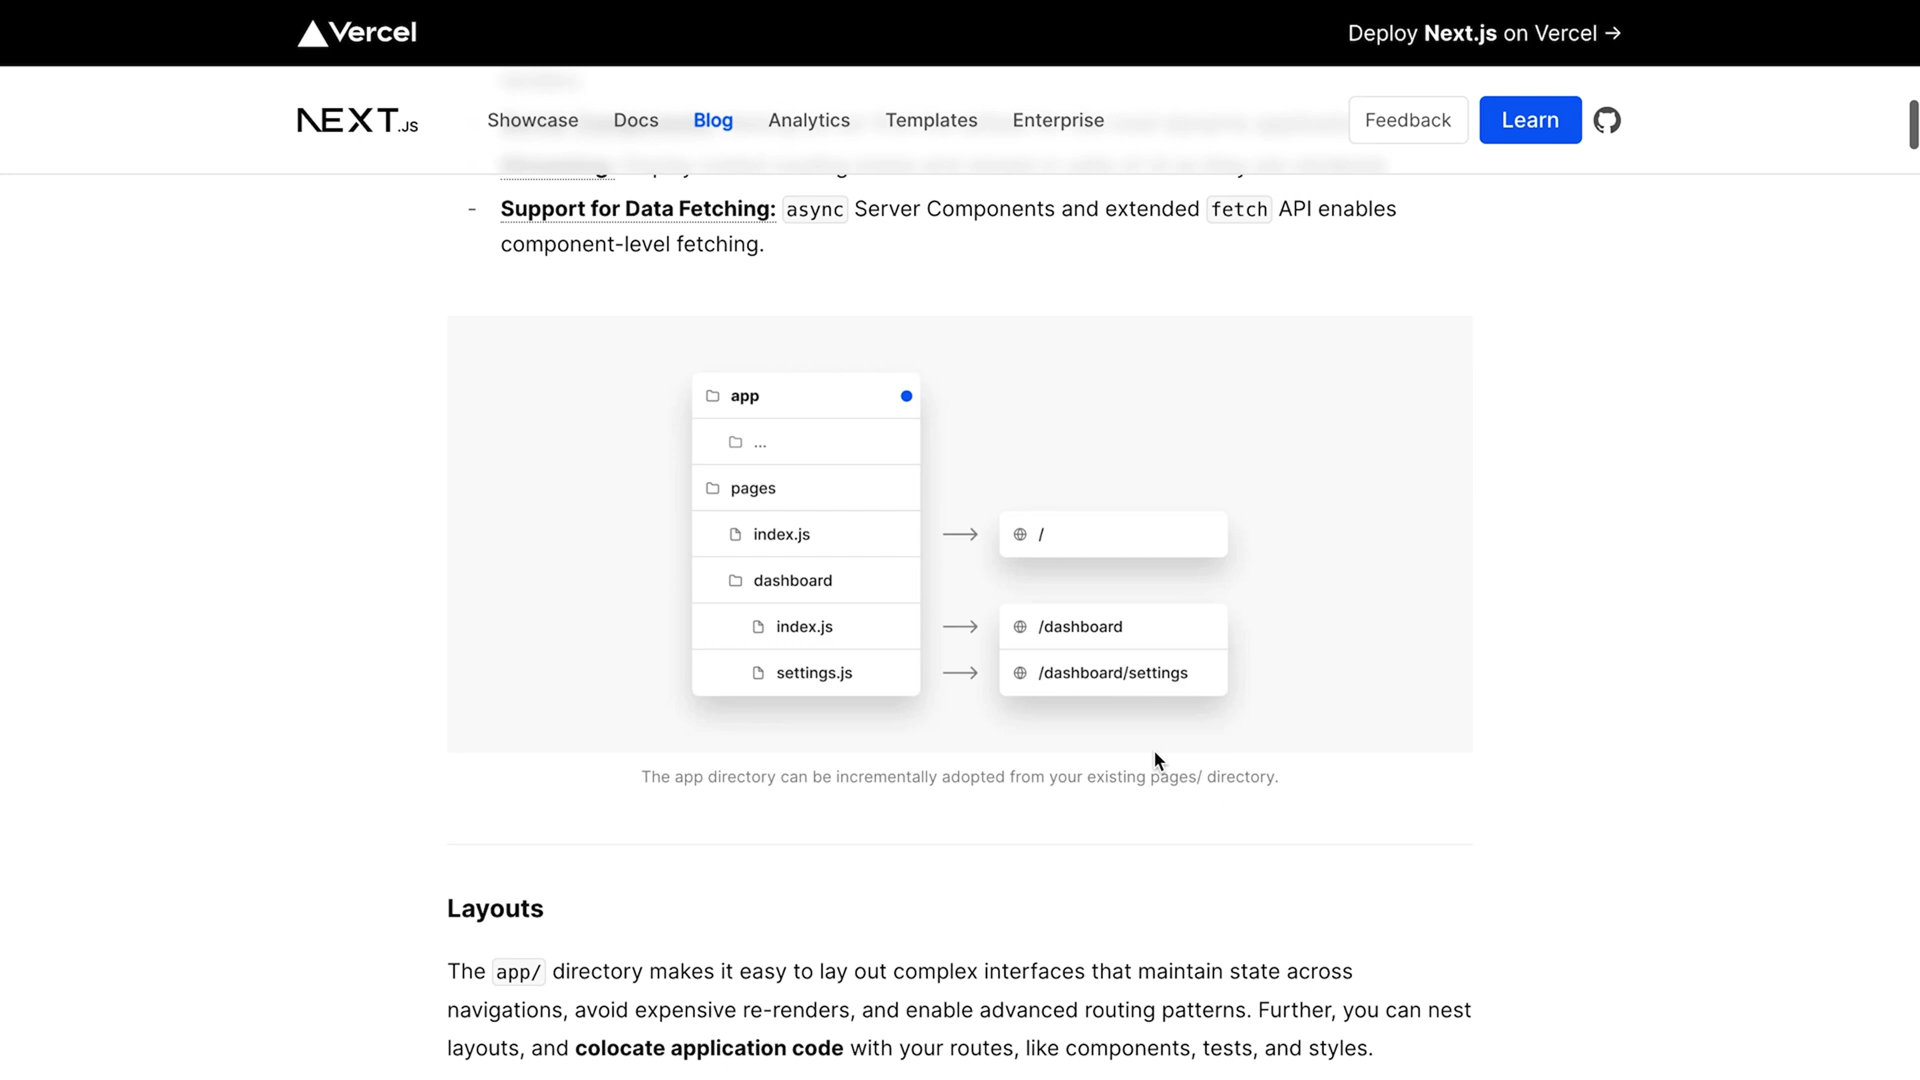 Vercel
Deploy Next.js on Vercel →
NEXT.JS
Showcase
Docs
Blog
Analytics
Templates
Enterprise
Feedback
Learn
- Support for Data Fetching: async Server Components and extended fetch API enables
component-level fetching.
app
...
pages
index.js
/
dashboard
index.js
/dashboard
settings.js
/dashboard/settings
The app directory can be incrementally adopted from your existing pages/ directory.
Layouts
The app/ directory makes it easy to lay out complex interfaces that maintain state across
navigations, avoid expensive re-renders, and enable advanced routing patterns. Further, you can nest
layouts, and colocate application code with your routes, like components, tests, and styles.